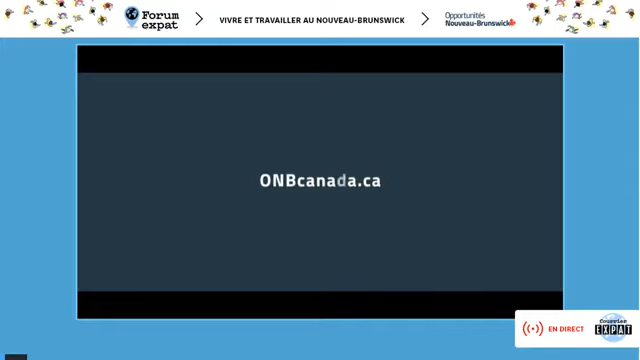 Forum
expat
VIVRE ET TRAVAILLER AU NOUVEAU-BRUNSWICK
Opportunités
Nouveau-Brunswick
ONBcanada.ca
EN DIRECT
Courrier
EXPAT